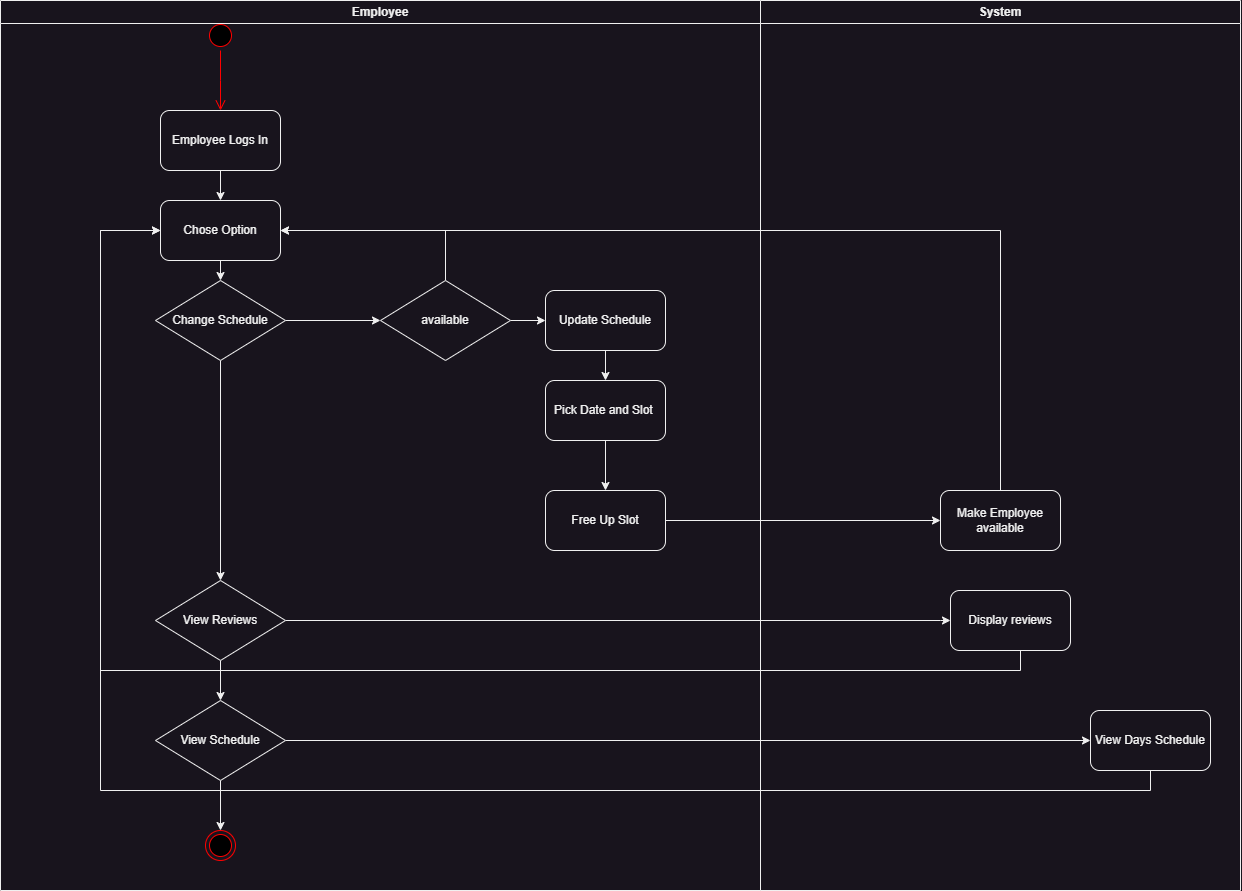 Employee
System
Employee Logs In
Chose Option
Change Schedule
available
Update Schedule
Pick Date and Slot
Free Up Slot
Make Employee
available
View Reviews
Display reviews
View Schedule
View Days Schedule